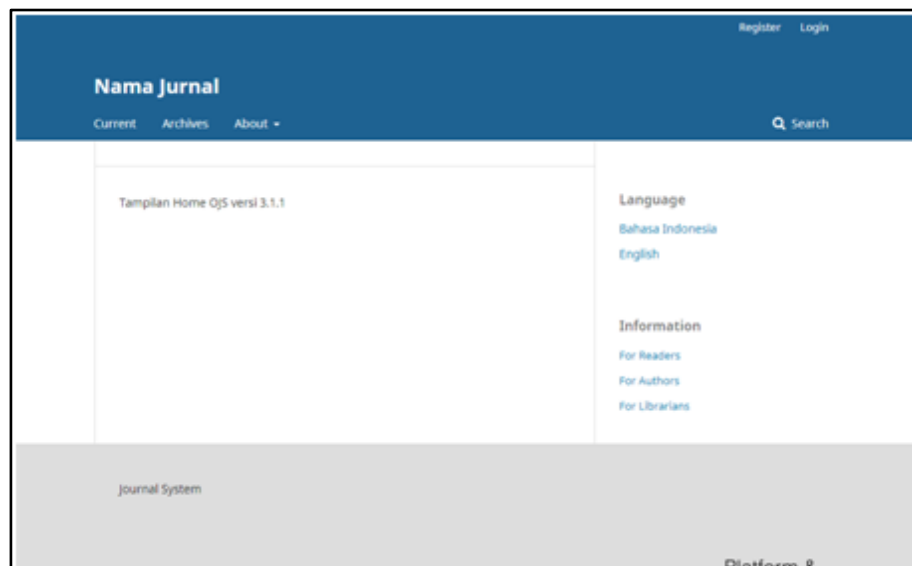 Register Login
Nama Jurnal
Current Archives About
Search
Tampilan Home OJS versi 3.1.1
Language
Bahasa Indonesia
English
Information
For Readers
For Authors
For Librarians
Journal System
Platform &